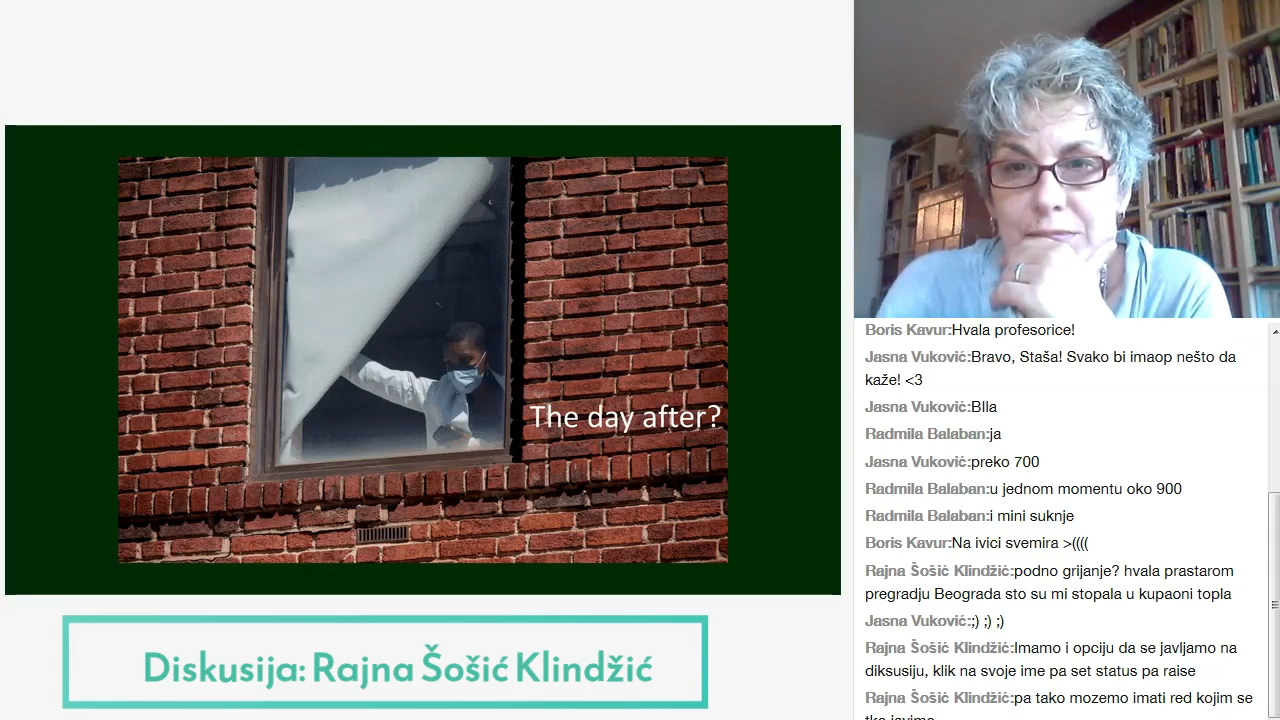 The day after?
Diskusija: Rajna Šošić Klindžić
Boris Kavur:Hvala profesorice!
Jasna Vuković:Bravo, Staša! Svako bi imaop nešto da
kaže! <3
Jasna Vuković:BIla
Radmila Balaban:ja
Jasna Vuković:preko 700
Radmila Balaban:u jednom momentu oko 900
Radmila Balaban:i mini suknje
Boris Kavur:Na ivici svemira >((((
Rajna Šošić Klindžić:podno grijanje? hvala prastarom
pregradju Beograda sto su mi stopala u kupaoni topla
Jasna Vuković:;) ;) ;)
Rajna Šošić Klindžić:Imamo i opciju da se javljamo na
diksusiju, klik na svoje ime pa set status pa raise
Rajna Šošić Klindžić:pa tako mozemo imati red kojim se